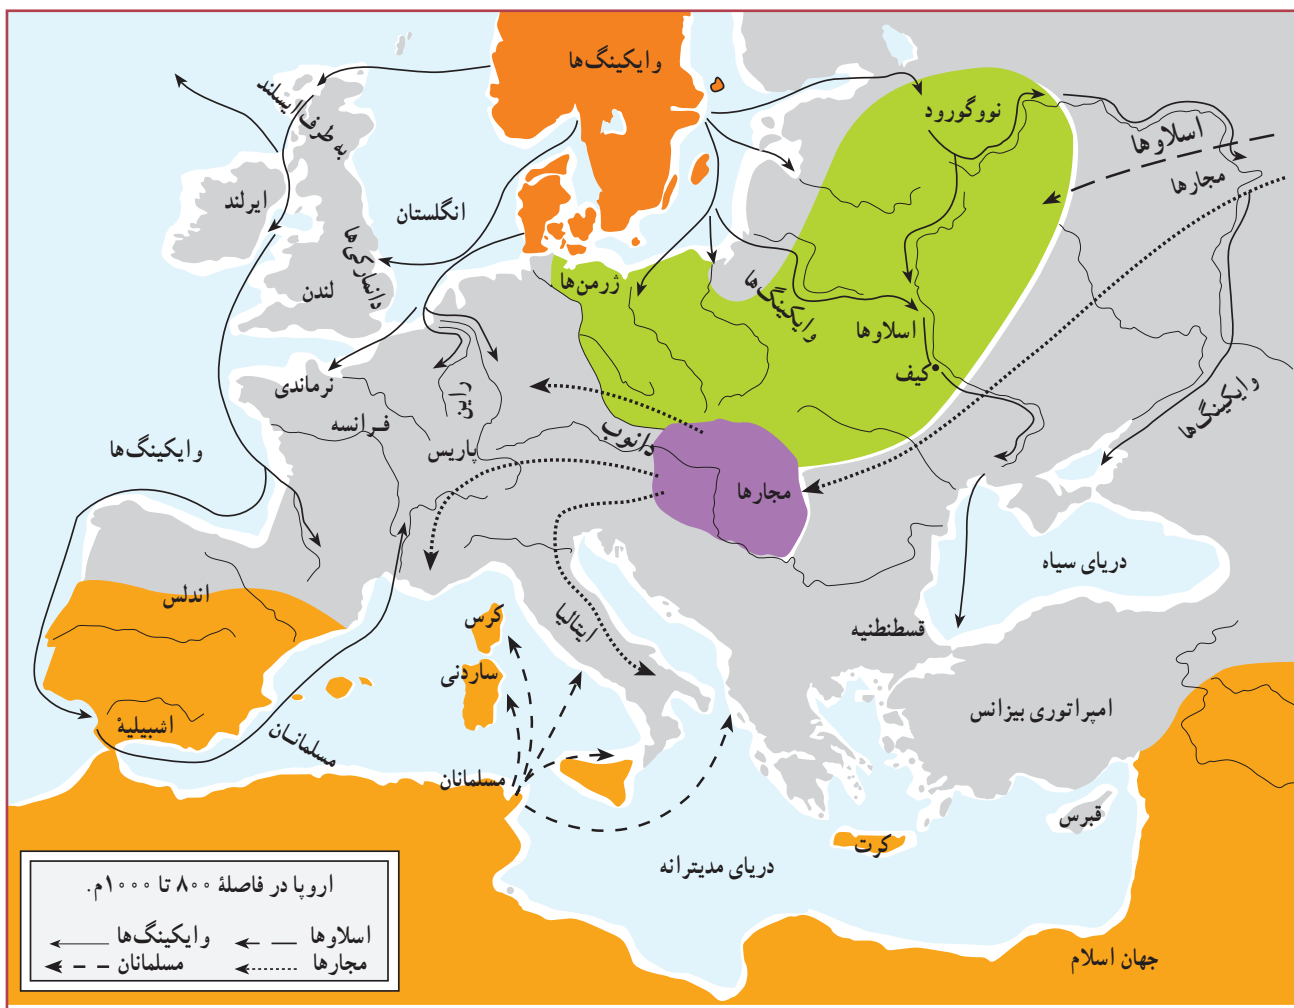 وایکینگ‌ها
به طرف ایسلند
نووگورود
اسلاوها
مجارها
ایرلند
انگلستان
دانمارکی‌ها
لندن
ژرمن‌ها
وایکینگ‌ها
اسلاوها
کیف
وایکینگ‌ها
نرماندی
فرانسه
راین
پاریس
دانوب
وایکینگ‌ها
مجارها
دریای سیاه
اندلس
کرس
ایتالیا
قسطنطنیه
ساردنی
امپراتوری بیزانس
اشبیلیهٔ
مسلمانان
مسلمانان
قبرس
کرت
دریای مدیترانه
جهان اسلام
اروپا در فاصلهٔ ۸۰۰ تا ۱۰۰۰م.
اسلاوها وایکینگ‌ها
مجارها مسلمانان